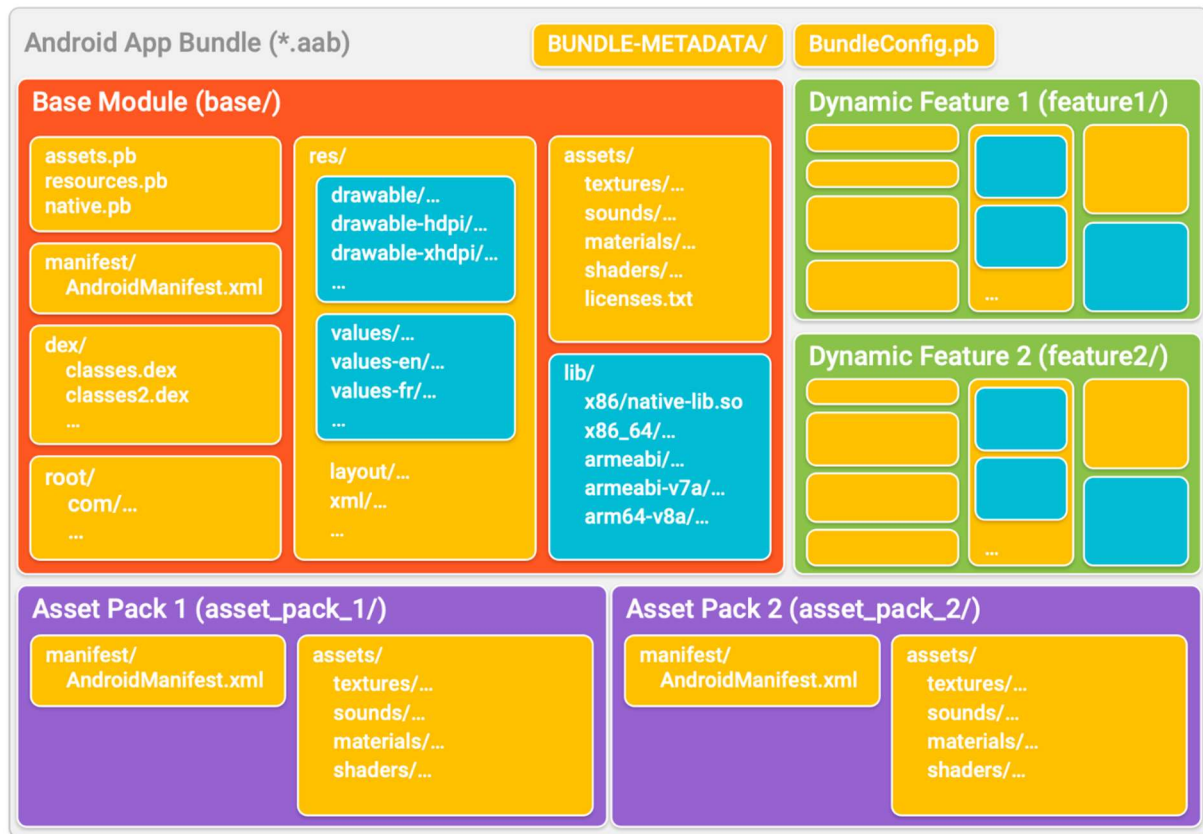 Android App Bundle (*.aab)
BUNDLE-METADATA/
BundleConfig.pb
Base Module (base/)
assets.pb
resources.pb
native.pb
manifest/
AndroidManifest.xml
dex/
classes.dex
classes2.dex
...
root/
com/...
...
res/
drawable/...
drawable-hdpi/...
drawable-xhdpi/...
...
values/...
values-en/...
values-fr/...
...
layout/...
xml/...
...
assets/
textures/...
sounds/...
materials/...
shaders/...
licenses.txt
lib/
x86/native-lib.so
x86_64/...
armeabi/...
armeabi-v7a/...
arm64-v8a/...
Dynamic Feature 1 (feature1/)
...
Dynamic Feature 2 (feature2/)
...
Asset Pack 1 (asset_pack_1/)
manifest/
AndroidManifest.xml
assets/
textures/...
sounds/...
materials/...
shaders/...
Asset Pack 2 (asset_pack_2/)
manifest/
AndroidManifest.xml
assets/
textures/...
sounds/...
materials/...
shaders/...